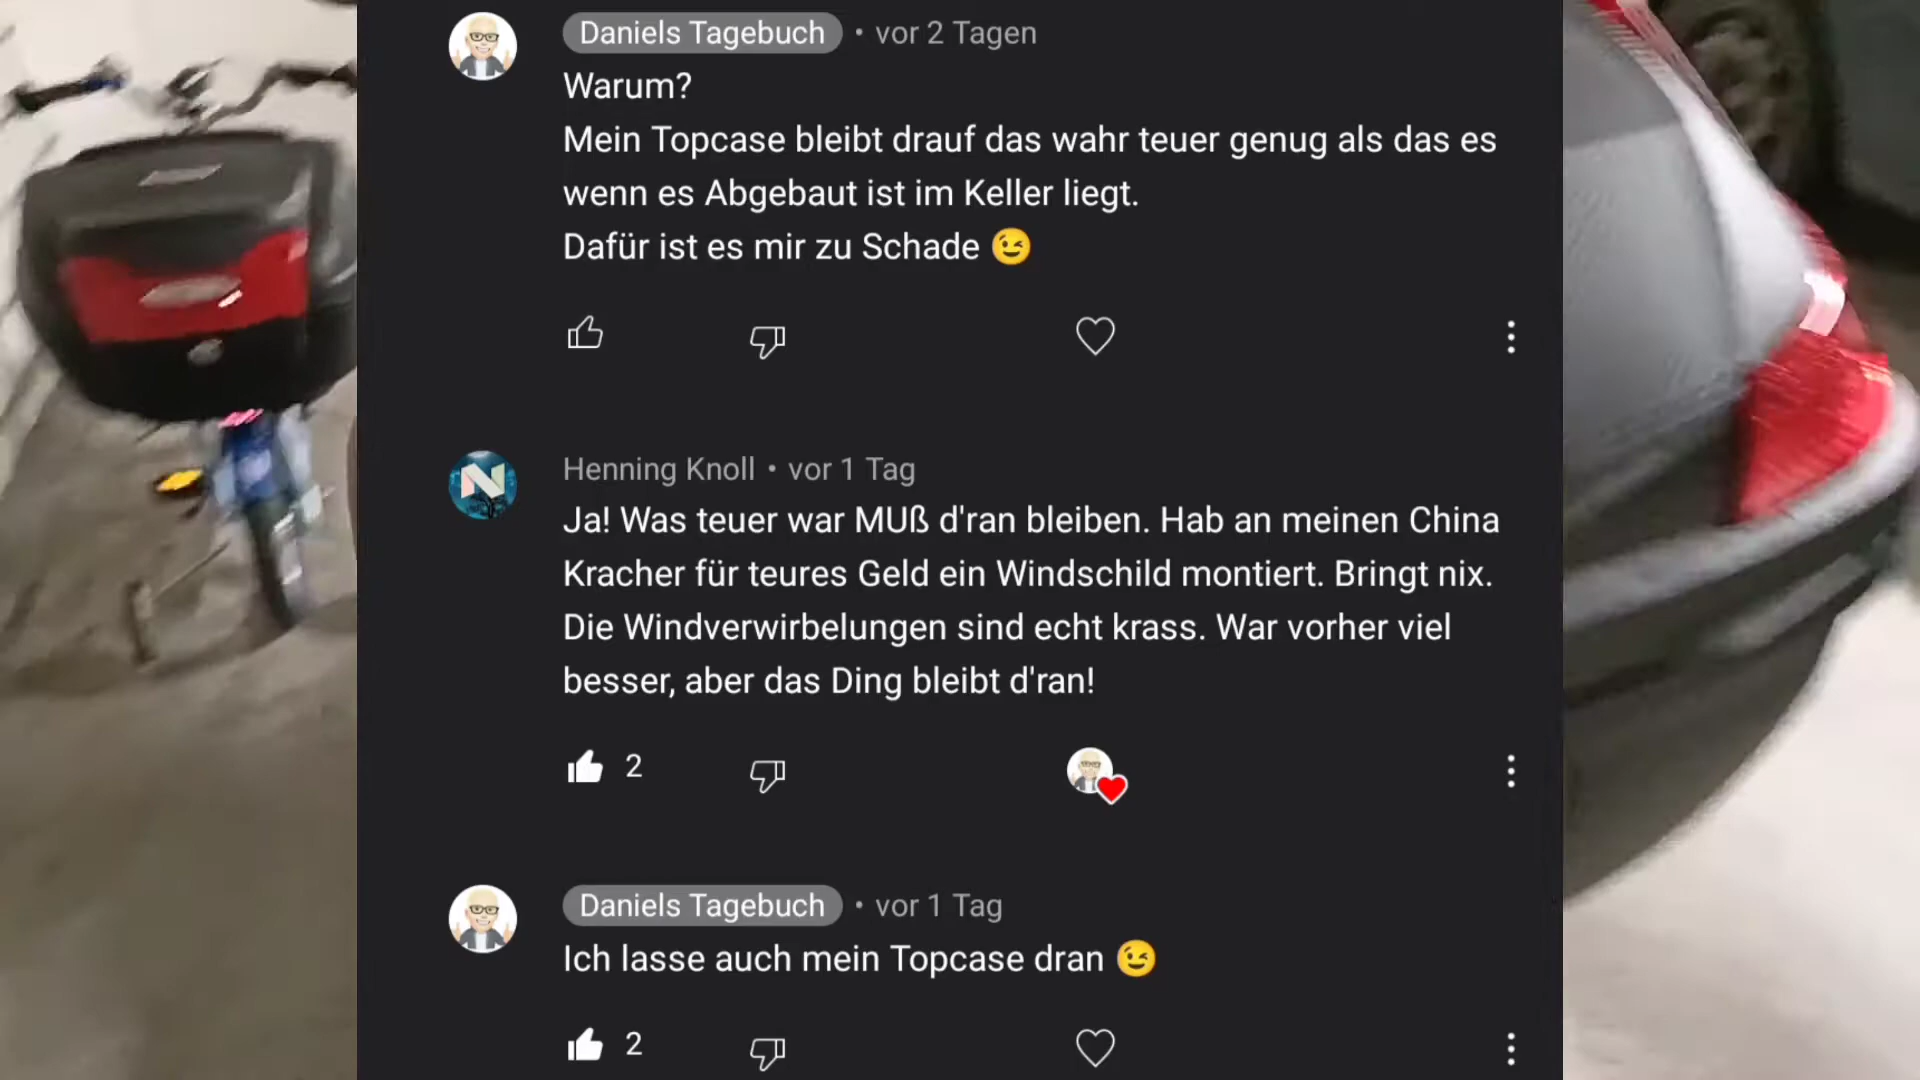 Daniels Tagebuch • vor 2 Tagen
Warum?
Mein Topcase bleibt drauf das wahr teuer genug als das es
wenn es Abgebaut ist im Keller liegt.
Dafür ist es mir zu Schade 😉
Henning Knoll • vor 1 Tag
Ja! Was teuer war MUß d'ran bleiben. Hab an meinen China
Kracher für teures Geld ein Windschild montiert. Bringt nix.
Die Windverwirbelungen sind echt krass. War vorher viel
besser, aber das Ding bleibt d'ran!
2
Daniels Tagebuch • vor 1 Tag
Ich lasse auch mein Topcase dran 😉
2